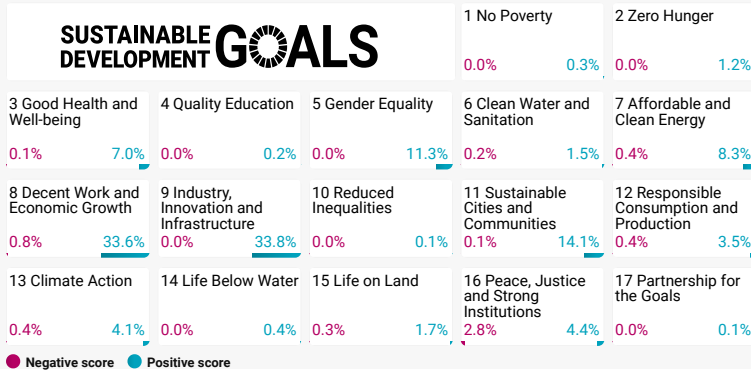 SUSTAINABLE
DEVELOPMENT
GOALS
1 No Poverty
0.0% 0.3%
2 Zero Hunger
0.0% 1.2%
3 Good Health and
Well-being
0.1% 7.0%
4 Quality Education
0.0% 0.2%
5 Gender Equality
0.0% 11.3%
6 Clean Water and
Sanitation
0.2% 1.5%
7 Affordable and
Clean Energy
0.4% 8.3%
8 Decent Work and
Economic Growth
0.8% 33.6%
9 Industry,
Innovation and
Infrastructure
0.0% 33.8%
10 Reduced
Inequalities
0.0% 0.1%
11 Sustainable
Cities and
Communities
0.1% 14.1%
12 Responsible
Consumption and
Production
0.4% 3.5%
13 Climate Action
0.4% 4.1%
14 Life Below Water
0.0% 0.4%
15 Life on Land
0.3% 1.7%
16 Peace, Justice
and Strong
Institutions
2.8% 4.4%
17 Partnership for
the Goals
0.0% 0.1%
Negative score Positive score